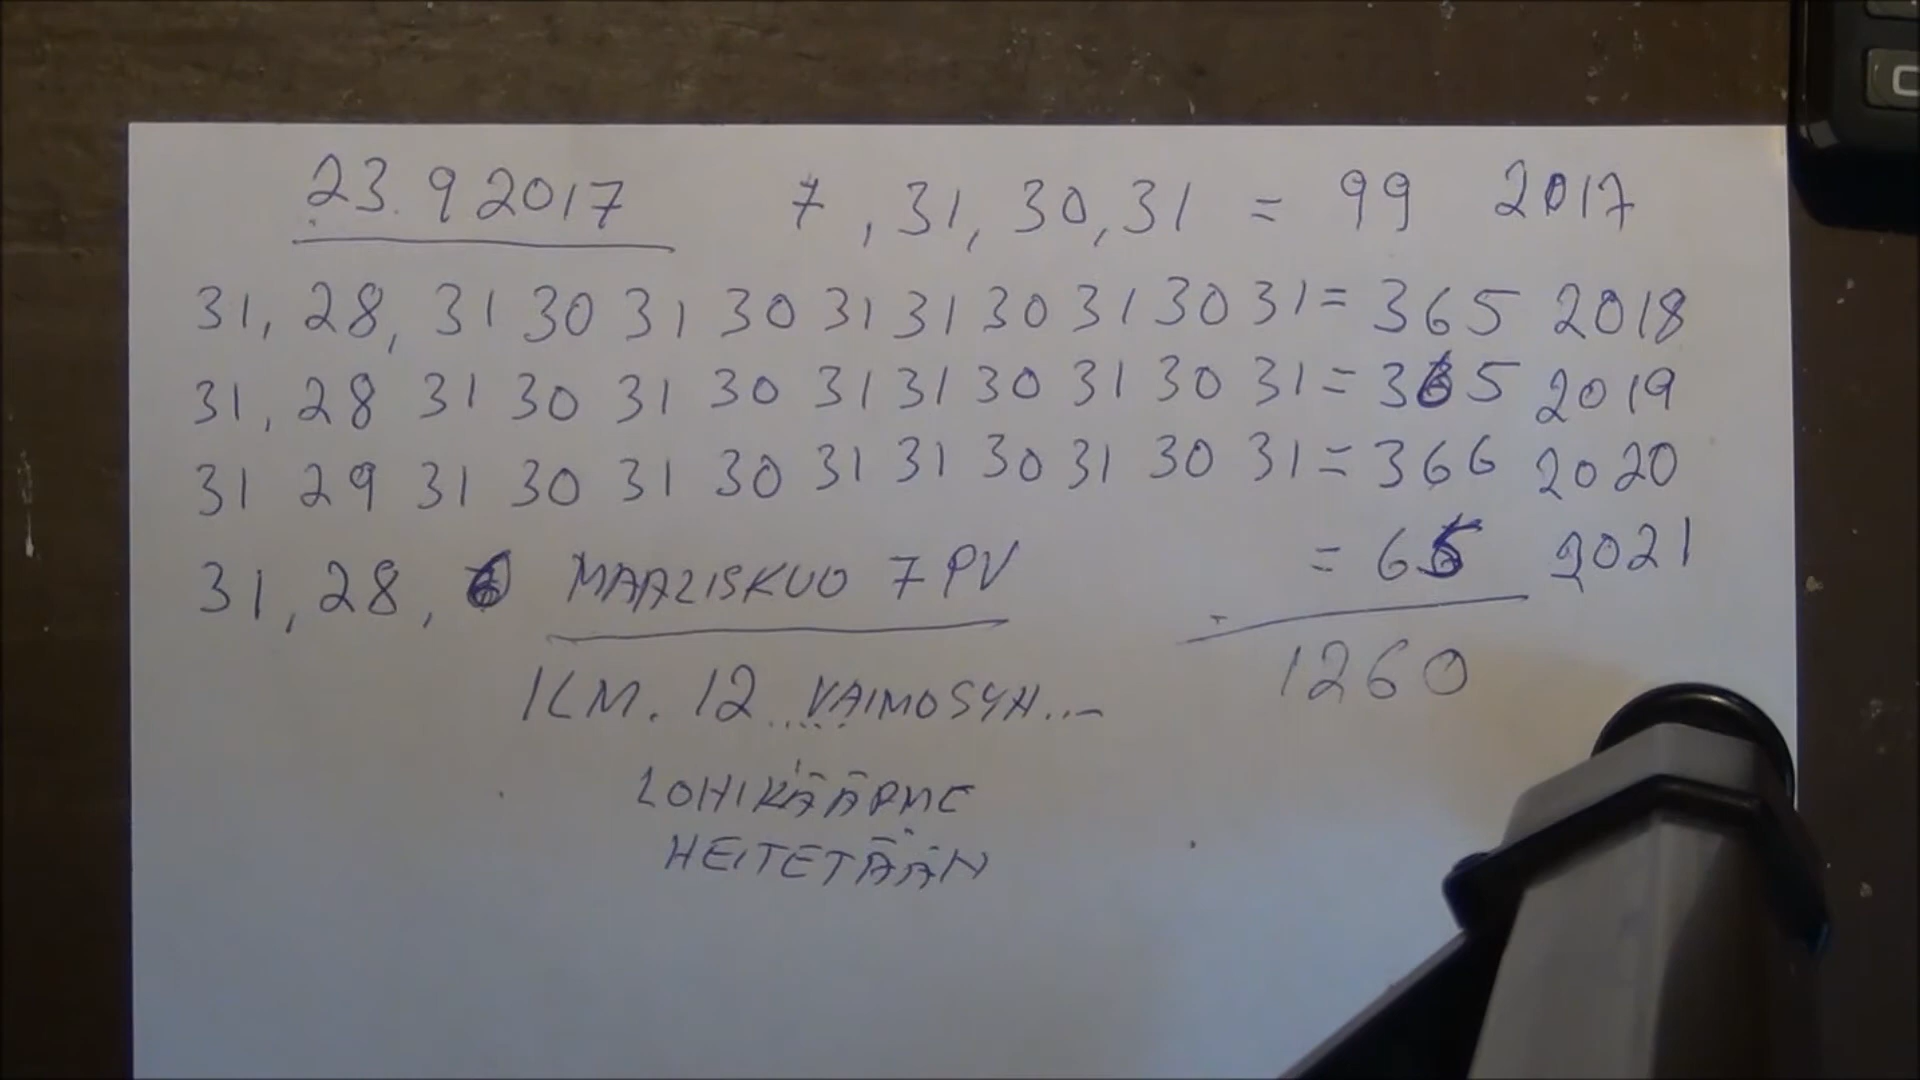 23.9 2017 7, 31, 30, 31 = 99 2017
31, 28, 31 30 31 30 31 31 30 31 30 31 = 365 2018
31, 28 31 30 31 30 31 31 30 31 30 31 = 365 2019
31 29 31 30 31 30 31 31 30 31 30 31 = 366 2020
31, 28, 6 MAALISKUO 7 PV = 65 2021
1260
ILM. 12 .... VAIMO SYN...
LOHIKÄÄRME
HEITETÄÄN
C